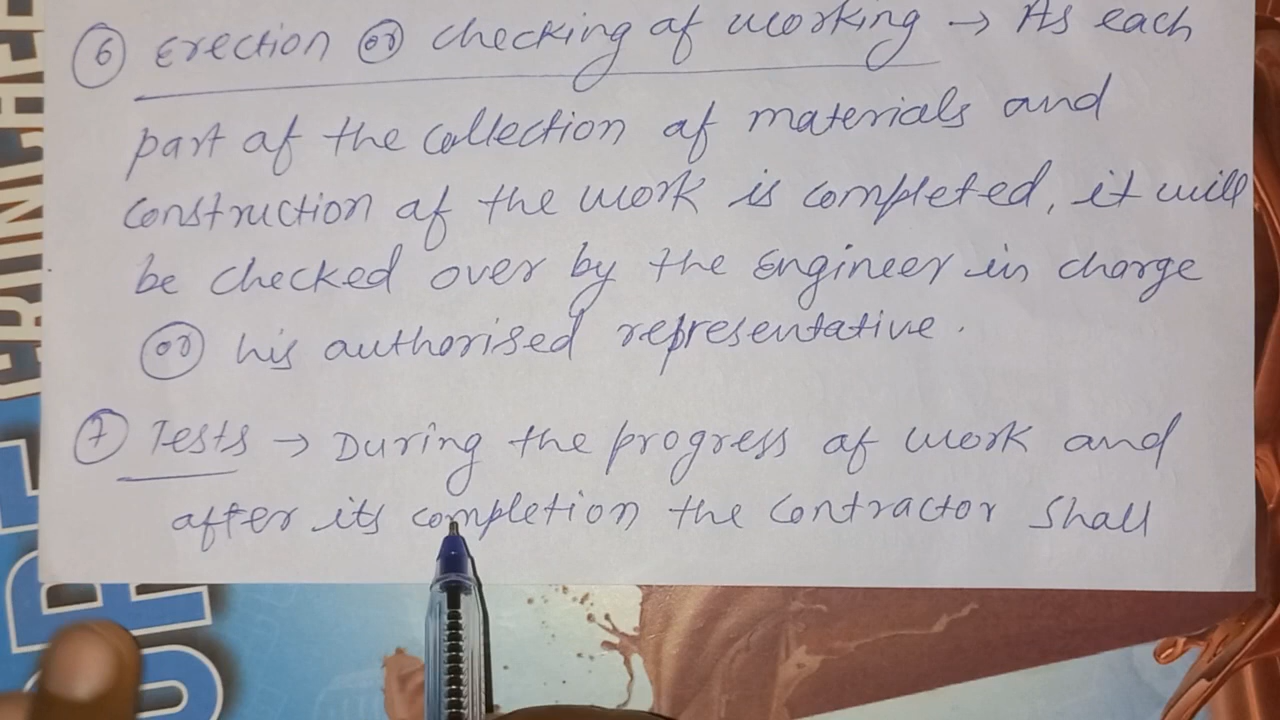 ⑥ Erection (or) checking of working → As each
part of the collection of materials and
construction of the work is completed, it will
be checked over by the Engineer in charge
(or) his authorised representative.
⑦ Tests → During the progress of work and
after its completion the contractor shall